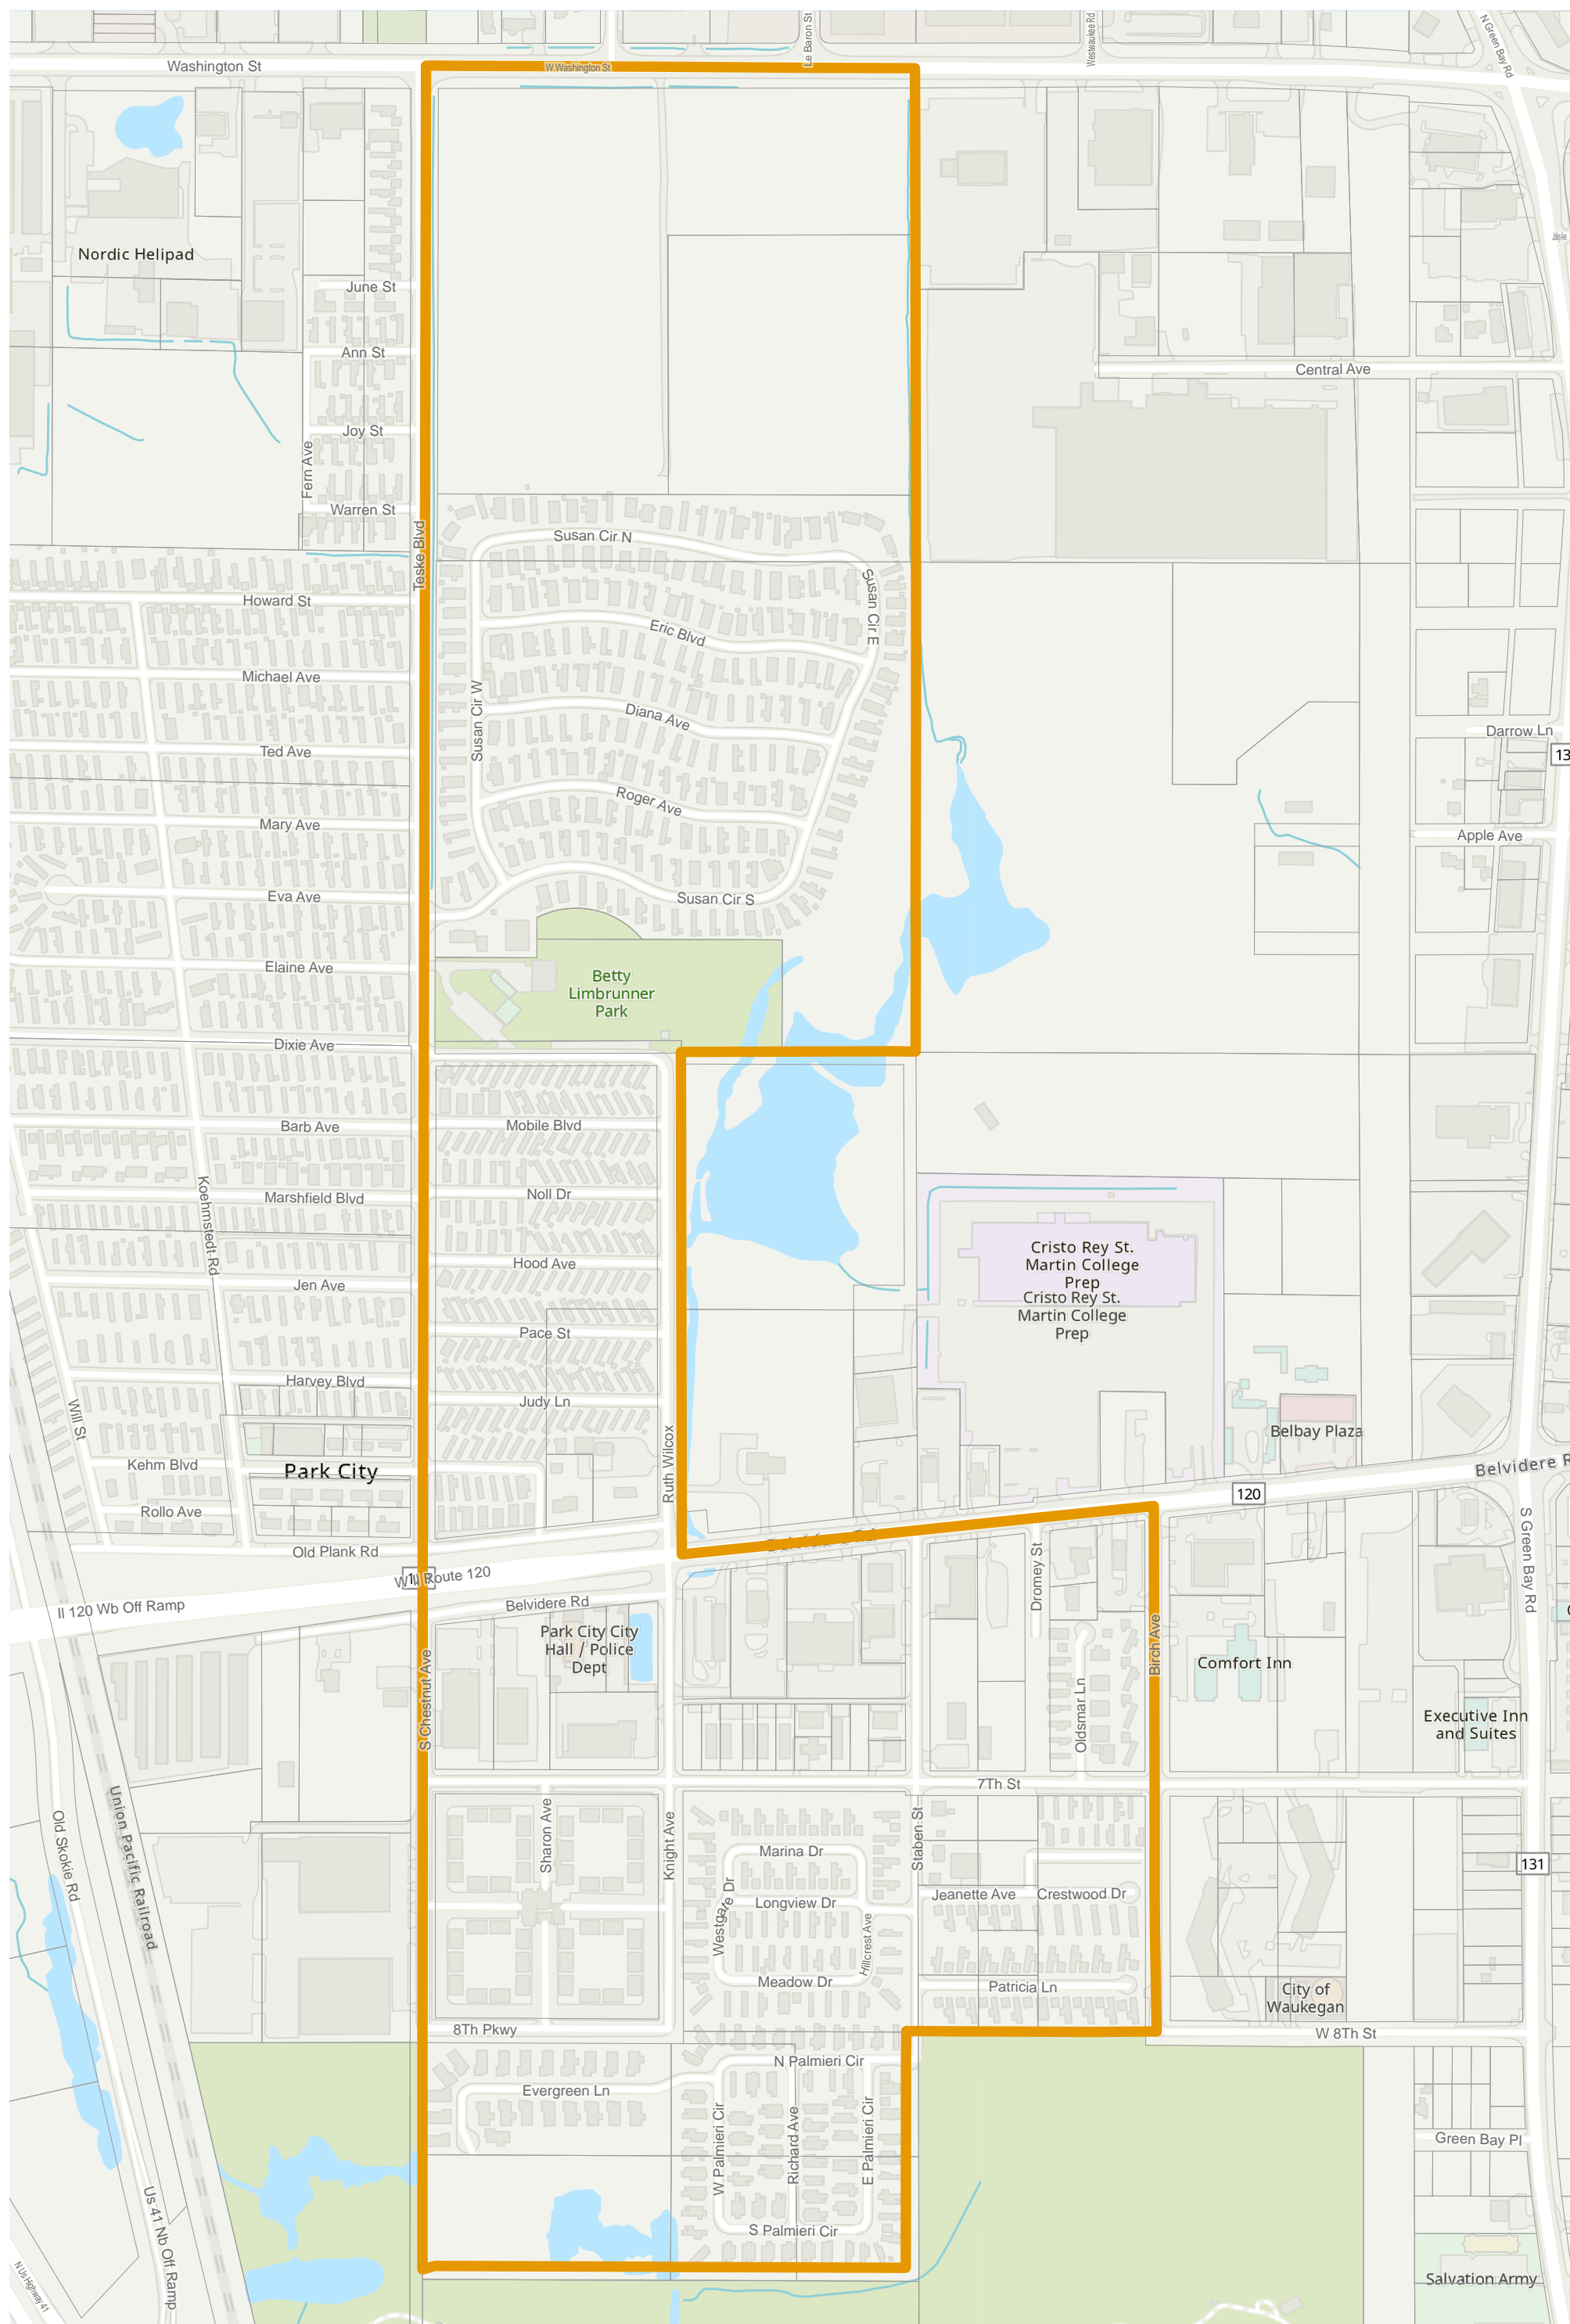 Le Baron St
Westwaukee Rd
N Green Bay Rd
Washington St
W Washington St
Nordic Helipad
June St
Ann St
Central Ave
Joy St
Fern Ave
Warren St
Teske Blvd
Susan Cir N
Susan Cir E
Howard St
Eric Blvd
Michael Ave
Susan Cir W
Diana Ave
Darrow Ln
Ted Ave
13
Roger Ave
Mary Ave
Apple Ave
Eva Ave
Susan Cir S
Elaine Ave
Betty
Limbrunner
Park
Dixie Ave
Barb Ave
Mobile Blvd
Marshfield Blvd
Noll Dr
Koehmstedt Rd
Hood Ave
Cristo Rey St.
Martin College
Prep
Cristo Rey St.
Martin College
Prep
Jen Ave
Pace St
Harvey Blvd
Judy Ln
Will St
Belbay Plaza
Ruth Wilcox
Kehm Blvd
Park City
Belvidere R
120
Rollo Ave
S Green Bay Rd
Old Plank Rd
Route 120
Il 120 Wb Off Ramp
Belvidere Rd
Dromey St
Park City City
Hall / Police
Dept
Birch Ave
Comfort Inn
S Chestnut Ave
Oldsmar Ln
Executive Inn
and Suites
7Th St
Union Pacific Railroad
Old Skokie Rd
Sharon Ave
Knight Ave
Marina Dr
Staben St
131
Westgate Dr
Longview Dr
Jeanette Ave
Crestwood Dr
Hillcrest Ave
Meadow Dr
Patricia Ln
City of
Waukegan
8Th Pkwy
W 8Th St
N Palmieri Cir
Evergreen Ln
W Palmieri Cir
Richard Ave
E Palmieri Cir
Green Bay Pl
Us 41 Nb Off Ramp
S Palmieri Cir
N Us Highway 41
Salvation Army